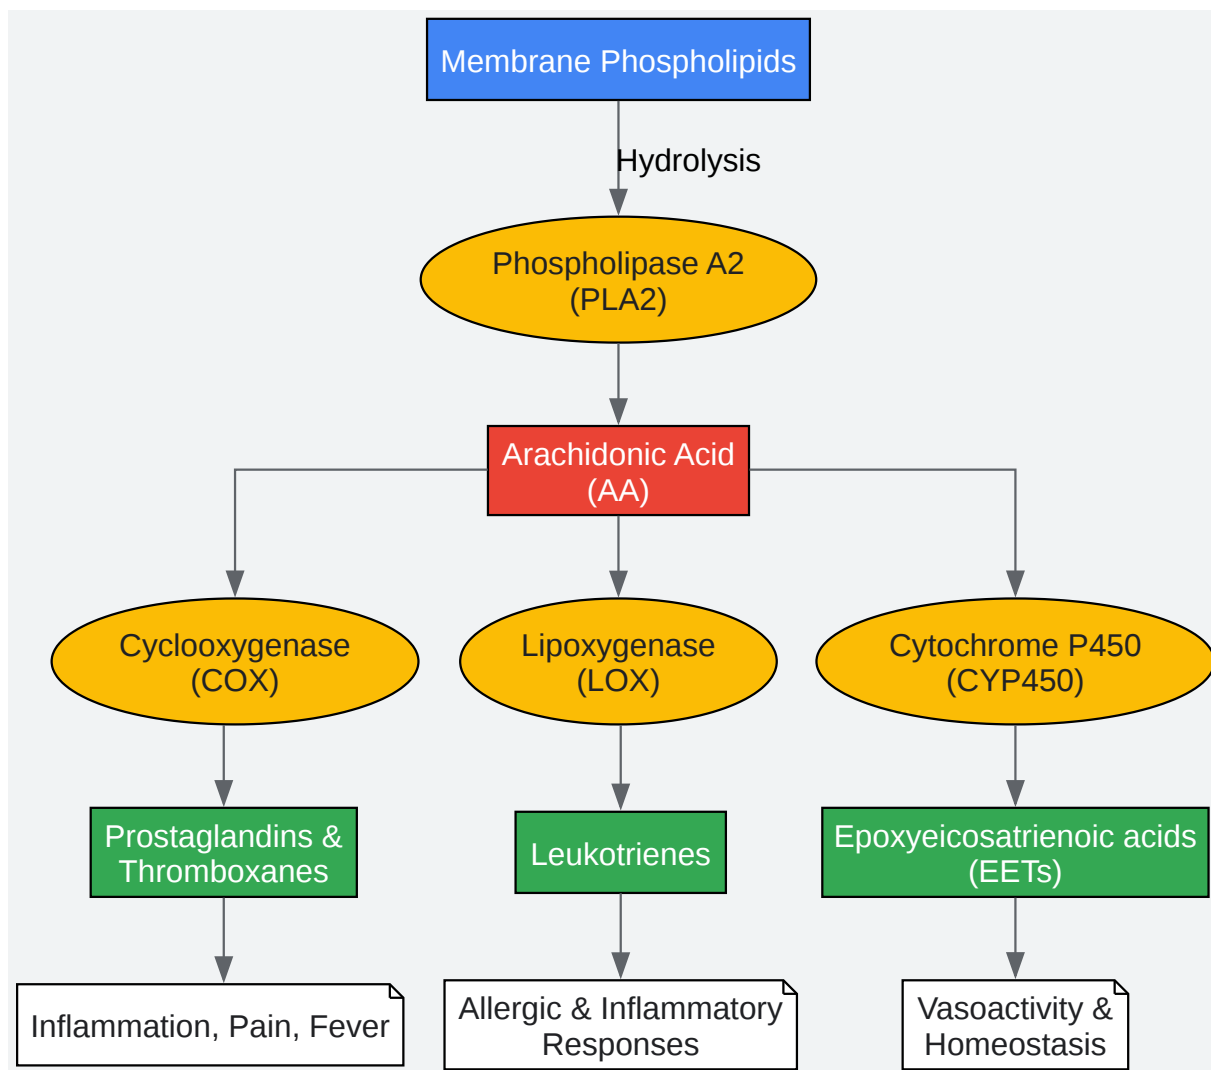 Membrane Phospholipids
Hydrolysis
Phospholipase A2
(PLA2)
Arachidonic Acid
(AA)
Cyclooxygenase
(COX)
Lipoxygenase
(LOX)
Cytochrome P450
(CYP450)
Prostaglandins &
Thromboxanes
Leukotrienes
Epoxyeicosatrienoic acids
(EETs)
Inflammation, Pain, Fever
Allergic & Inflammatory
Responses
Vasoactivity &
Homeostasis